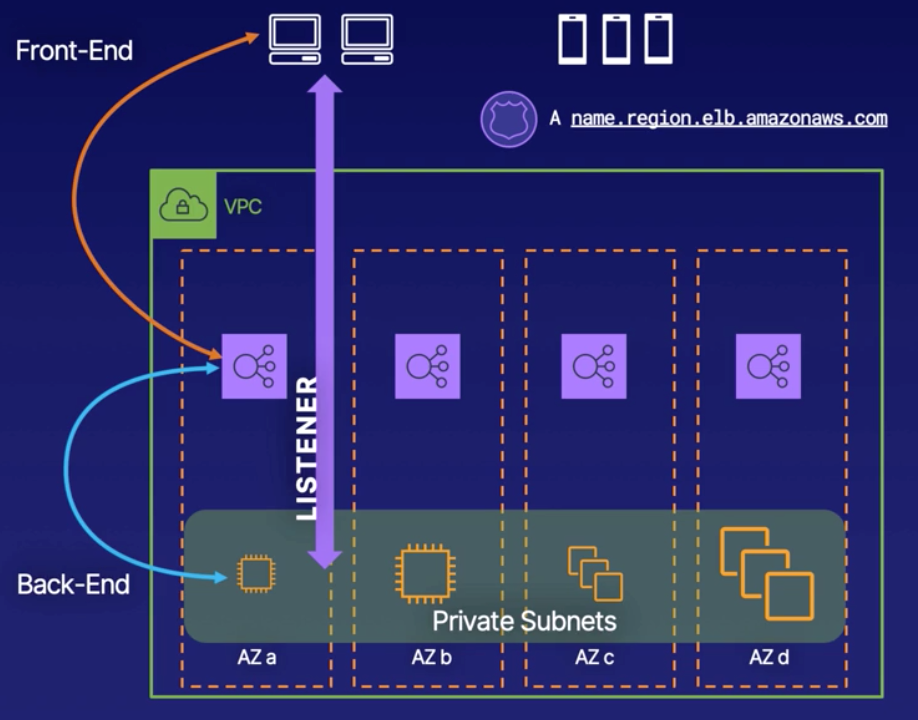 Front-End
A name.region.elb.amazonaws.com
VPC
LISTENER
Back-End
Private Subnets
AZ a
AZ b
AZ c
AZ d